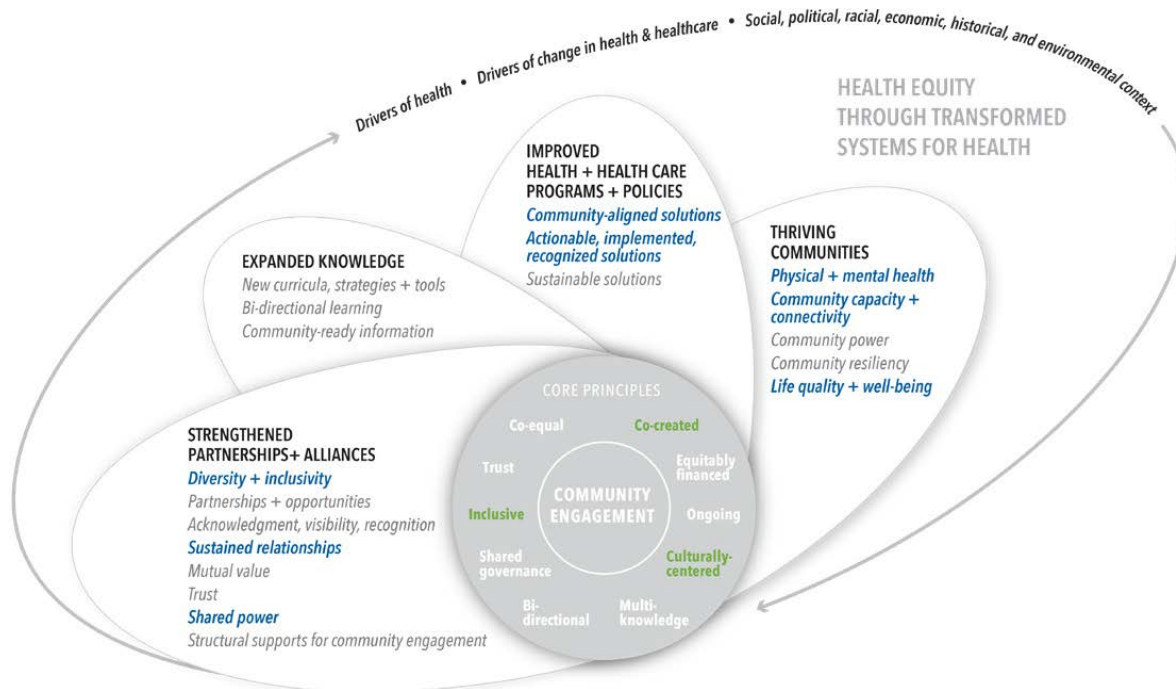 Drivers of health • Drivers of change in health & healthcare • Social, political, racial, economic, historical, and environmental context
HEALTH EQUITY
THROUGH TRANSFORMED
SYSTEMS FOR HEALTH
IMPROVED
HEALTH + HEALTH CARE
PROGRAMS + POLICIES
Community-aligned solutions
Actionable, implemented,
recognized solutions
Sustainable solutions
THRIVING
COMMUNITIES
Physical + mental health
Community capacity +
connectivity
Community power
Community resiliency
Life quality + well-being
EXPANDED KNOWLEDGE
New curricula, strategies + tools
Bi-directional learning
Community-ready information
STRENGTHENED
PARTNERSHIPS+ ALLIANCES
Diversity + inclusivity
Partnerships + opportunities
Acknowledgment, visibility, recognition
Sustained relationships
Mutual value
Trust
Shared power
Structural supports for community engagement
CORE PRINCIPLES
Co-equal
Co-created
Trust
Equitably
financed
Inclusive
COMMUNITY
ENGAGEMENT
Ongoing
Shared
governance
Culturally-
centered
Bi-
directional
Multi-
knowledge